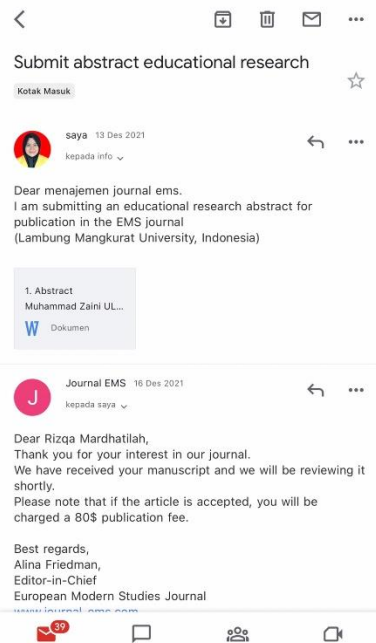 Submit abstract educational research
Kotak Masuk
saya 13 Des 2021
kepada info
Dear menajemen journal ems.
I am submitting an educational research abstract for
publication in the EMS journal
(Lambung Mangkurat University, Indonesia)
1. Abstract
Muhammad Zaini UL...
W Dokumen
J
Journal EMS 16 Des 2021
kepada saya
Dear Rizqa Mardhatilah,
Thank you for your interest in our journal.
We have received your manuscript and we will be reviewing it
shortly.
Please note that if the article is accepted, you will be
charged a 80$ publication fee.
Best regards,
Alina Friedman,
Editor-in-Chief
European Modern Studies Journal
www.journal-ems.com
39